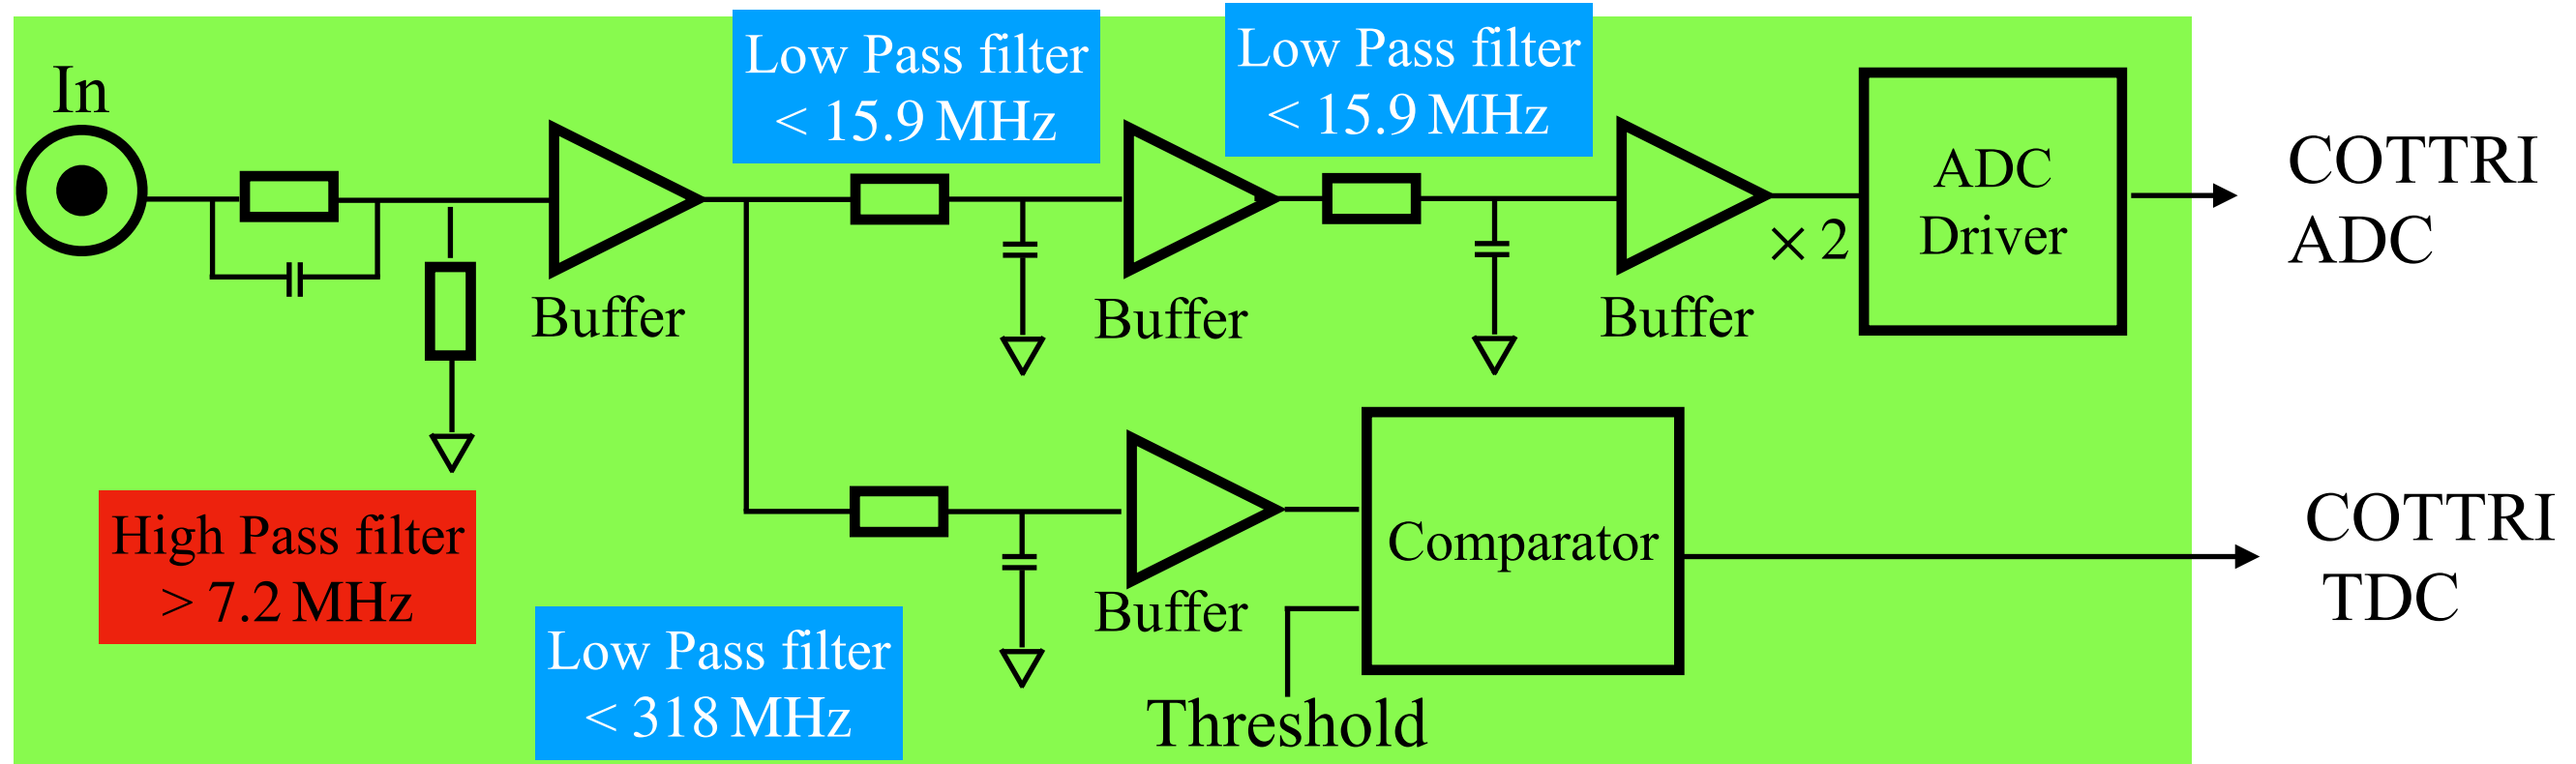 In
Low Pass filter
< 15.9 MHz
Low Pass filter
< 15.9 MHz
Buffer
Buffer
Buffer
× 2
ADC
Driver
COTTRI
ADC
High Pass filter
> 7.2 MHz
Low Pass filter
< 318 MHz
Buffer
Threshold
Comparator
COTTRI
TDC